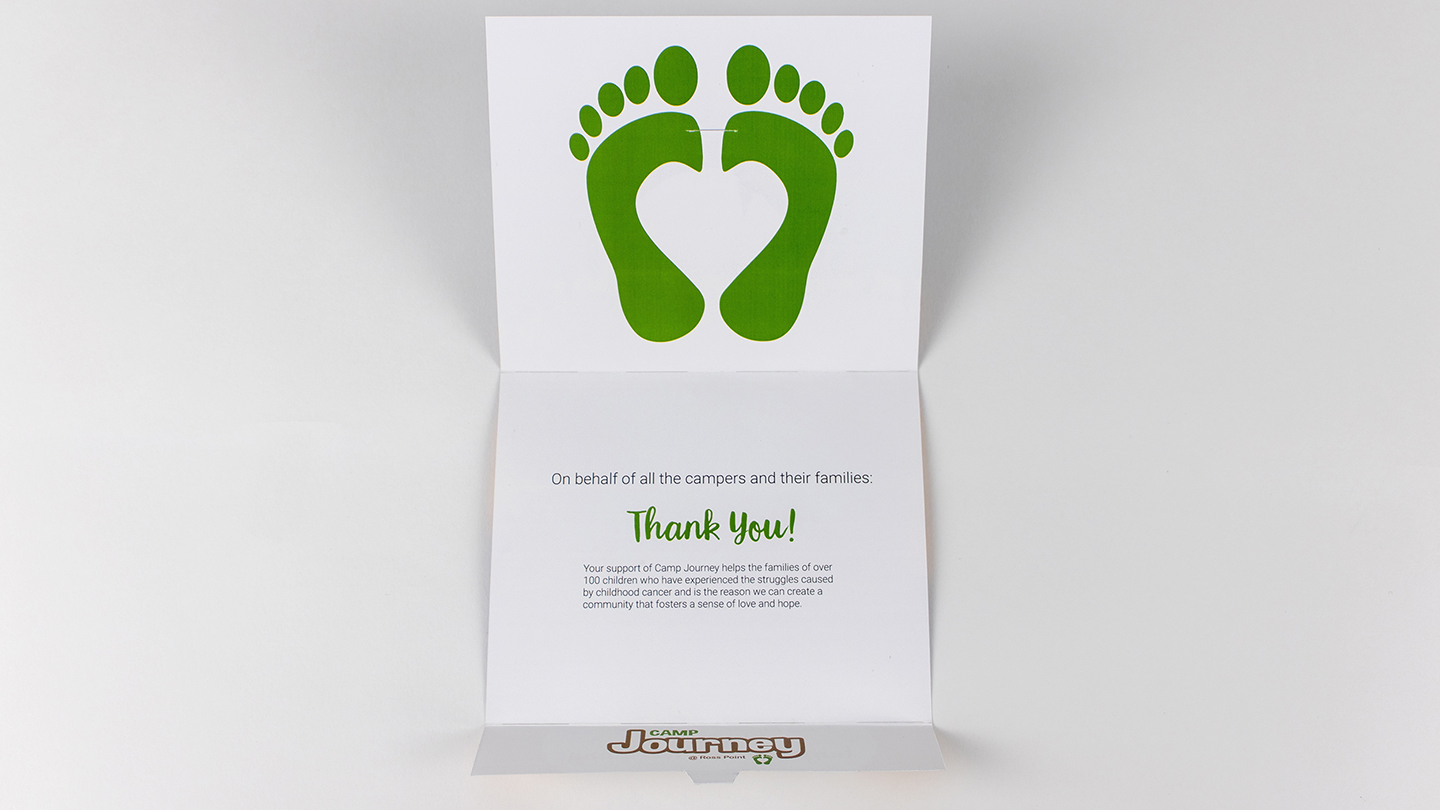 On behalf of all the campers and their families:
Thank You!
Your support of Camp Journey helps the families of over
100 children who have experienced the struggles caused
by childhood cancer and is the reason we can create a
community that fosters a sense of love and hope.
CAMP
Journey
@ Ross Point